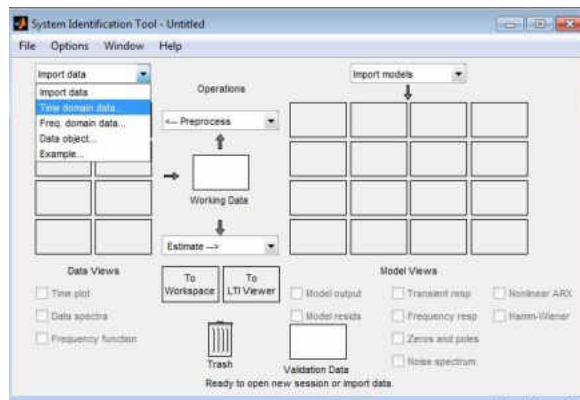 System Identification Tool - Untitled
File Options Window Help
Import data
Import data
Time domain data...
Freq. domain data...
Data object...
Example...
Operations
<-- Preprocess
Working Data
Estimate -->
Import models
Data Views
Time plot
Data spectra
Frequency function
To
Workspace
To
LTI Viewer
Trash
Model Views
Model output
Model resids
Transient resp
Frequency resp
Zeros and poles
Noise spectrum
Nonlinear ARX
Hamm-Wiener
Validation Data
Ready to open new session or import data.